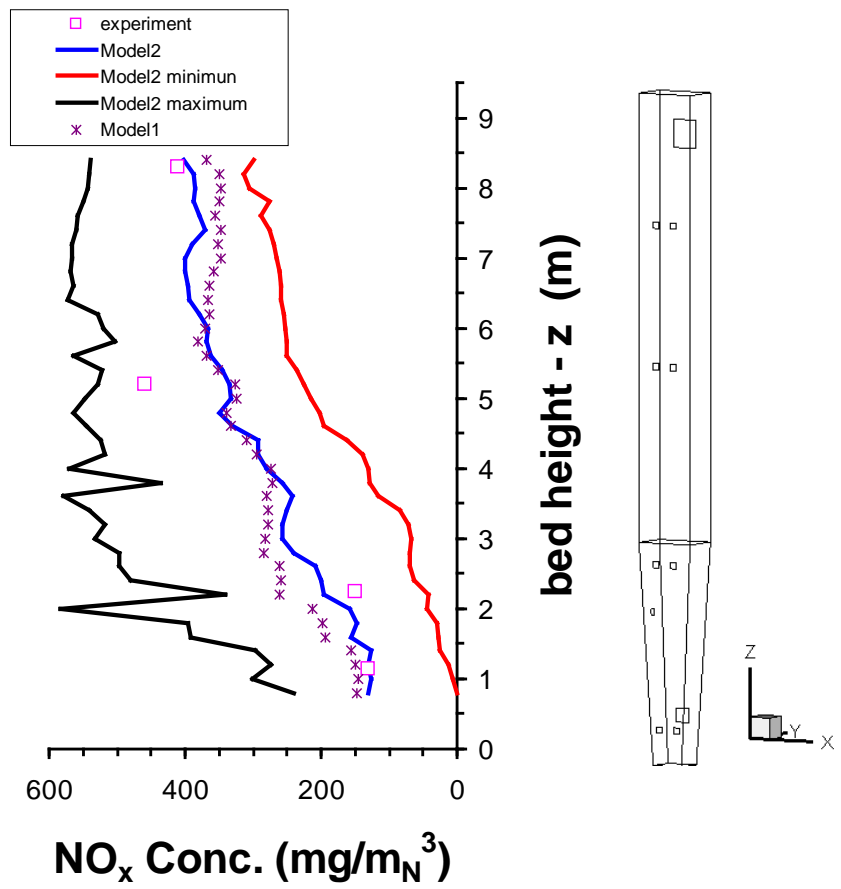 experiment
Model2
Model2 minimun
Model2 maximum
Model1
9
8
7
6
5
4
3
2
1
0
600 400 200 0
NOx Conc. (mg/mN3)
bed height - z (m)
Z
Y
X